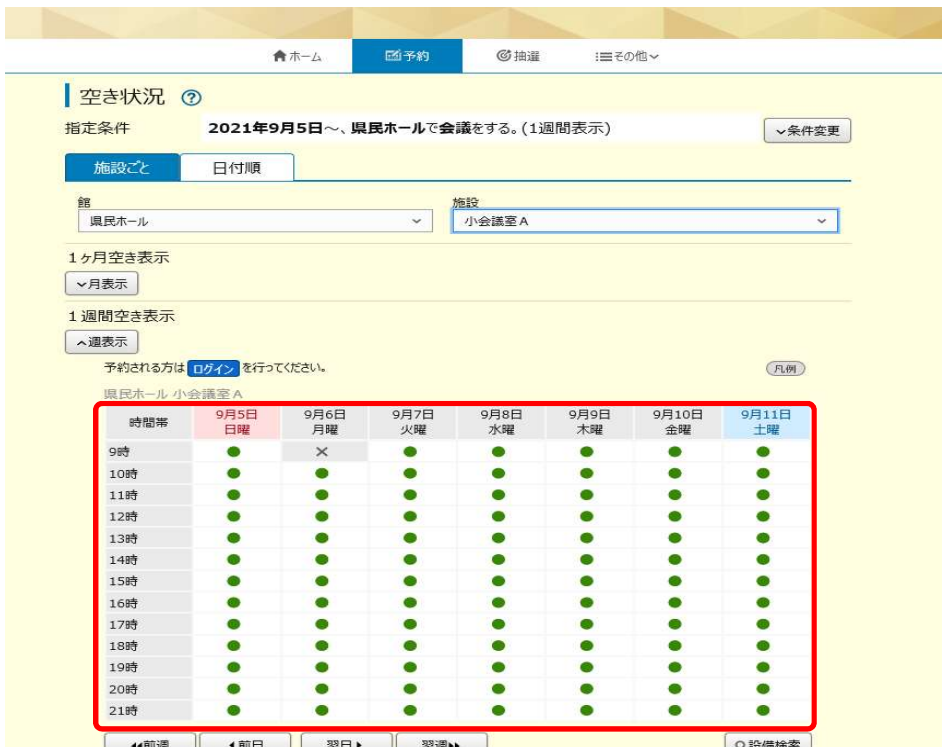 ホーム 予約 抽選 その他
空き状況 ?
指定条件 2021年9月5日～、県民ホールで会議をする。(1週間表示) 条件変更
施設ごと 日付順
館 施設
県民ホール 小会議室A
1ヶ月空き表示
月表示
1週間空き表示
週表示
予約される方は ログイン を行ってください。 凡例
県民ホール 小会議室A
時間帯 9月5日 9月6日 9月7日 9月8日 9月9日 9月10日 9月11日
日曜 月曜 火曜 水曜 木曜 金曜 土曜
9時 ● × ● ● ● ● ●
10時 ● ● ● ● ● ● ●
11時 ● ● ● ● ● ● ●
12時 ● ● ● ● ● ● ●
13時 ● ● ● ● ● ● ●
14時 ● ● ● ● ● ● ●
15時 ● ● ● ● ● ● ●
16時 ● ● ● ● ● ● ●
17時 ● ● ● ● ● ● ●
18時 ● ● ● ● ● ● ●
19時 ● ● ● ● ● ● ●
20時 ● ● ● ● ● ● ●
21時 ● ● ● ● ● ● ●
前週 前日 翌日 翌週 設備検索